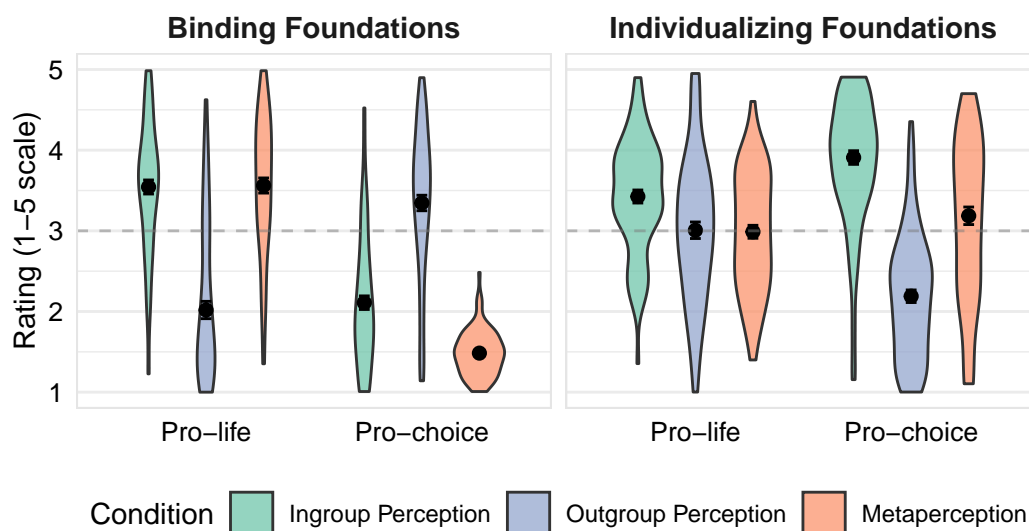 Binding Foundations
Individualizing Foundations
Rating (1–5 scale)
5
4
3
2
1
Pro−life
Pro−choice
Pro−life
Pro−choice
Condition
Ingroup Perception
Outgroup Perception
Metaperception